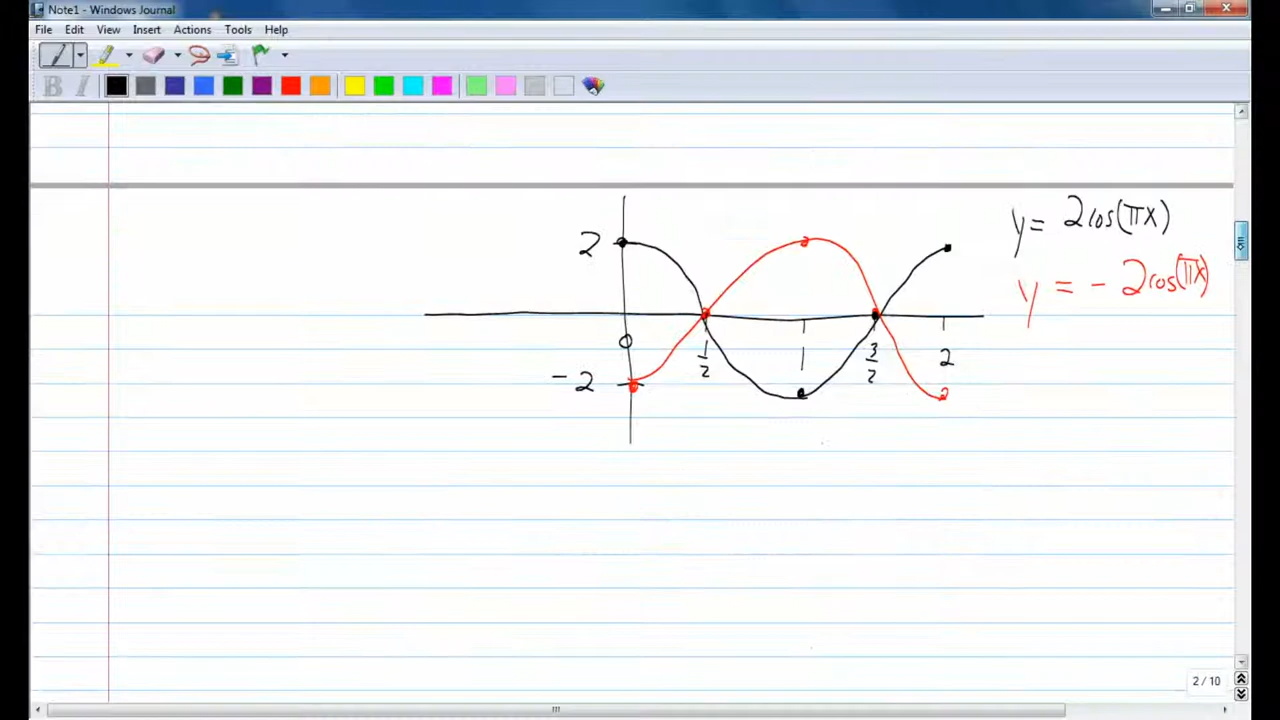 Note1 - Windows Journal
File Edit View Insert Actions Tools Help
B I
y = 2cos(πx)
2
y = -2cos(πx)
0
1/2 1 3/2 2
-2
2 / 10